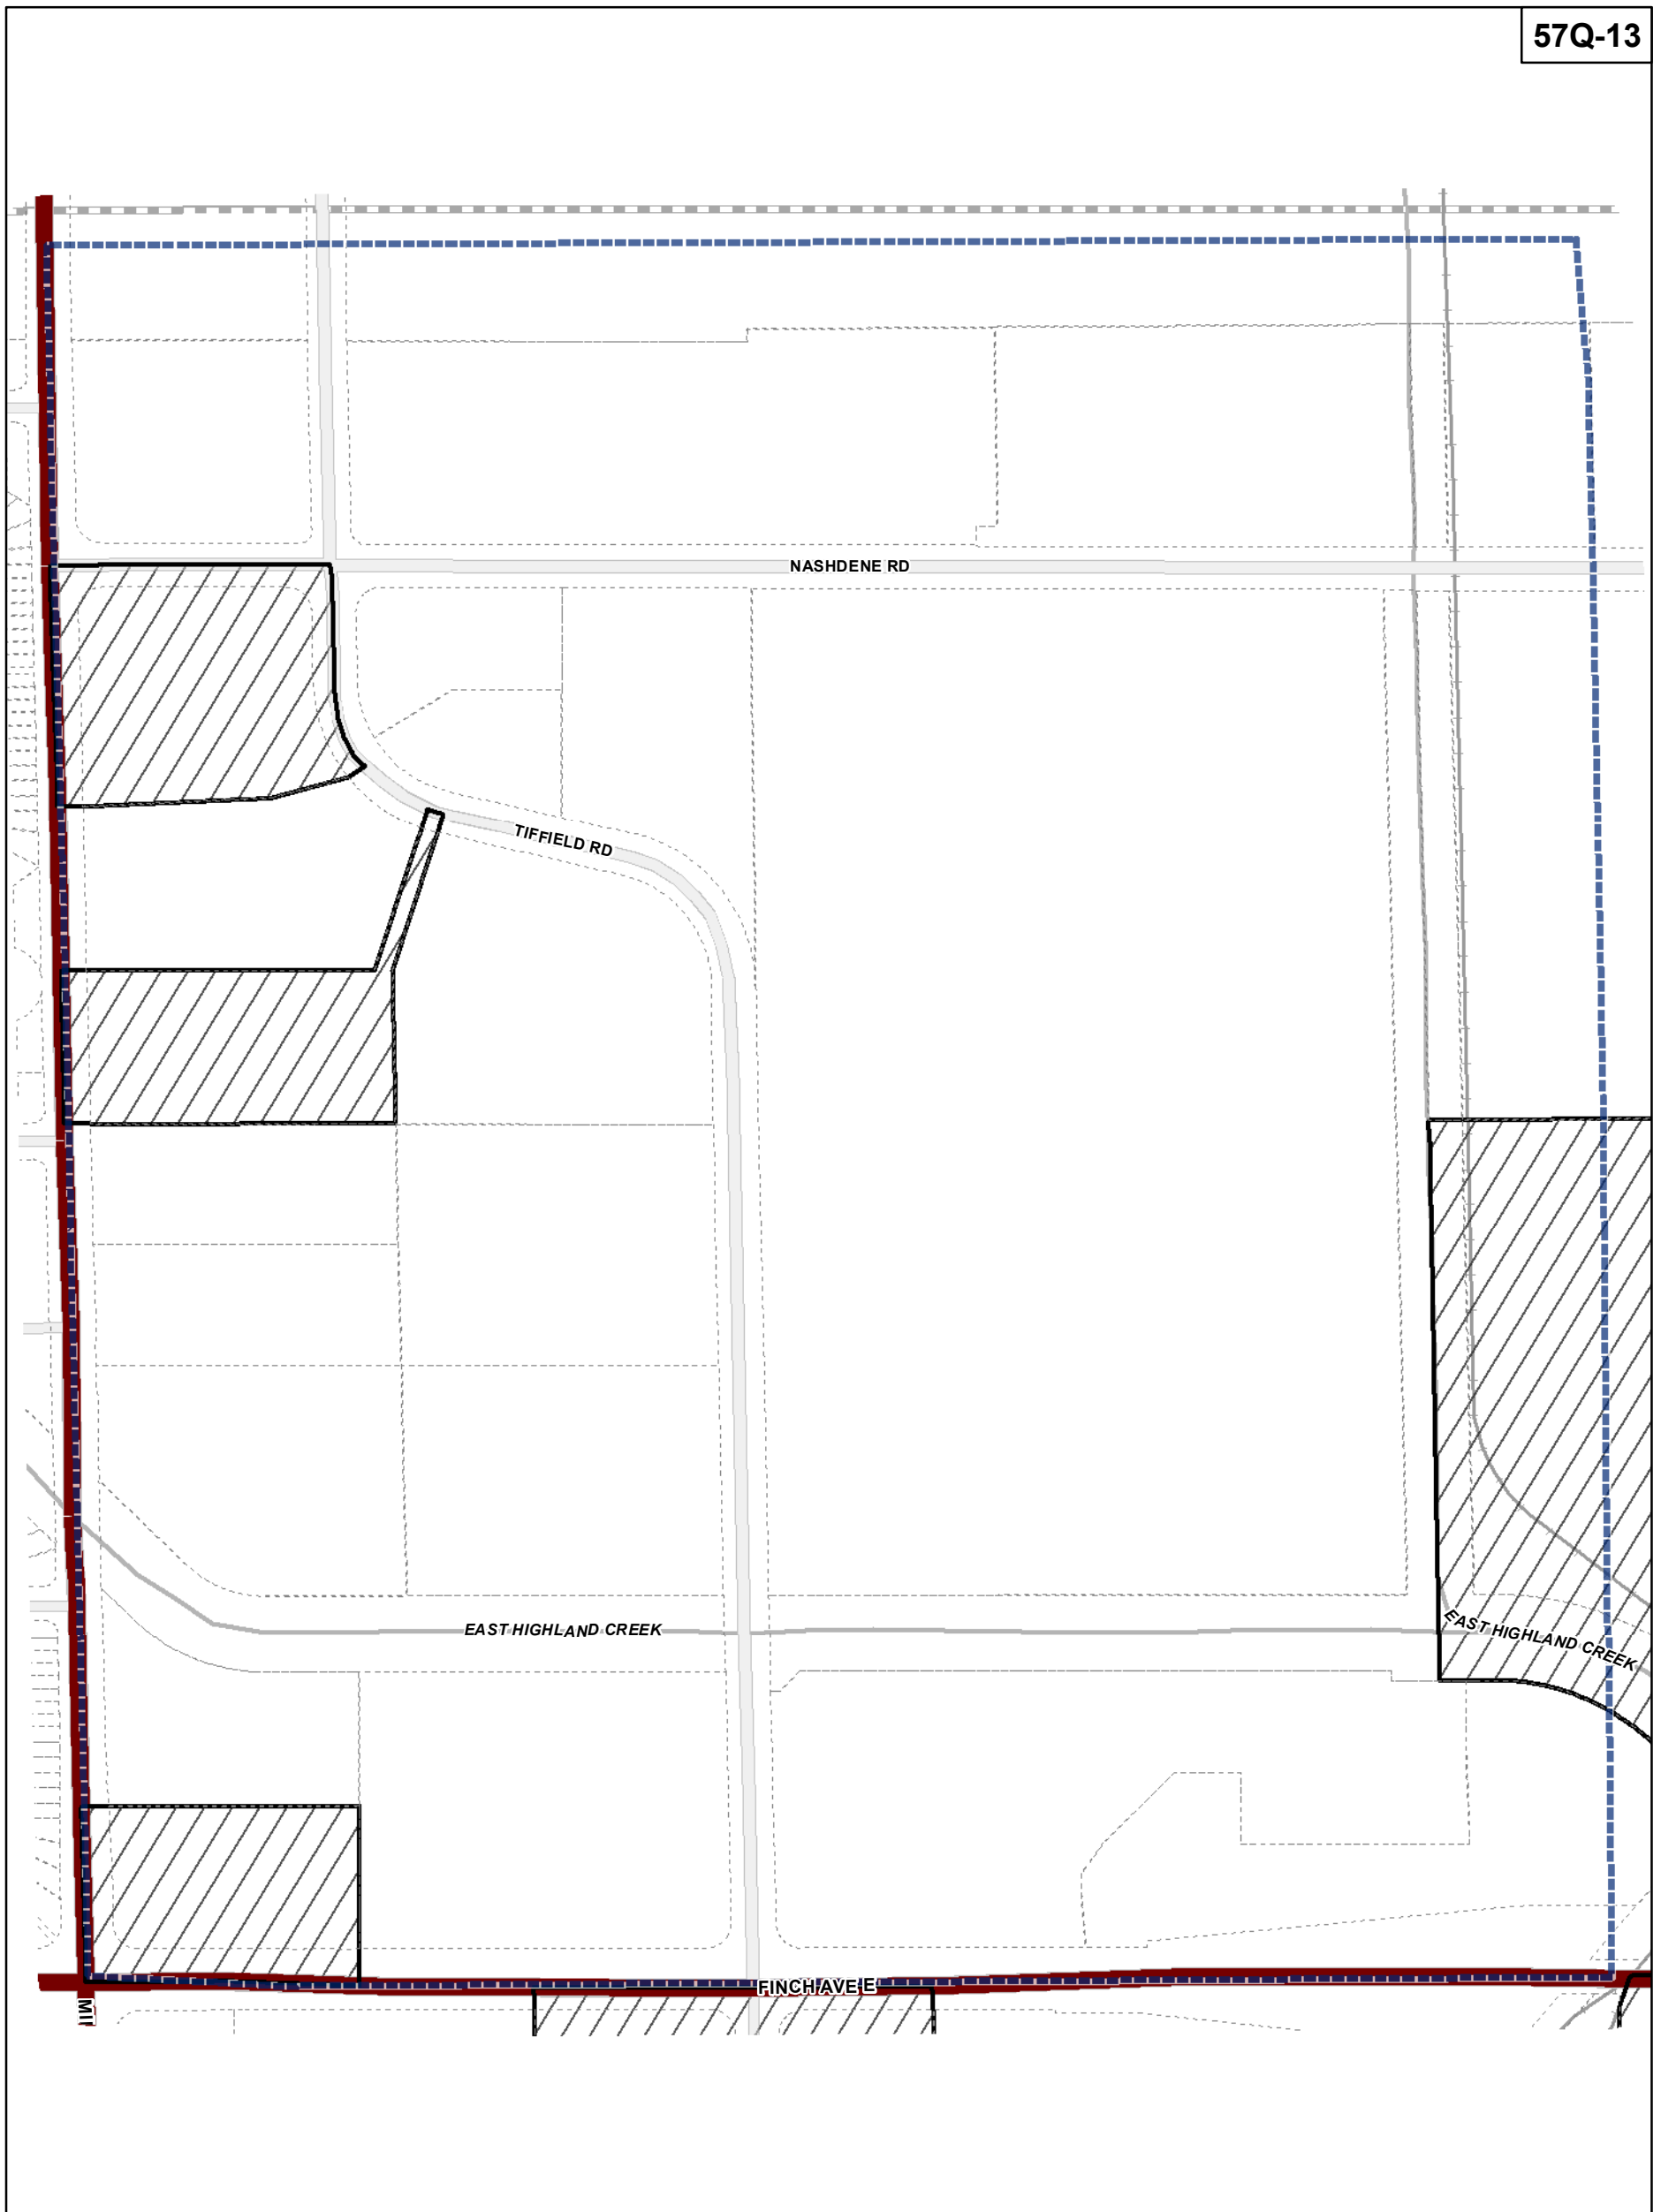 57Q-13
NASHDENE RD
TIFFIELD RD
EAST HIGHLAND CREEK
EAST HIGHLAND CREEK
FINCH AVE E